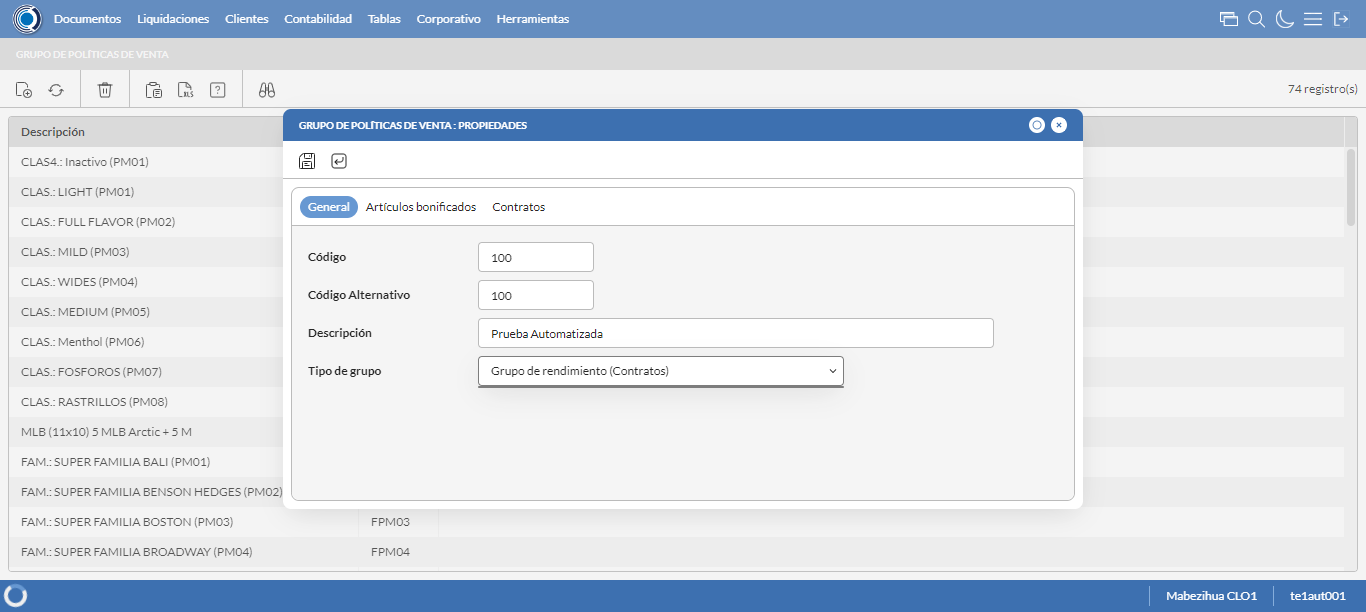 Documentos Liquidaciones Clientes Contabilidad Tablas Corporativo Herramientas
GRUPO DE POLÍTICAS DE VENTA
XLS ? 74 registro(s)
Descripción
GRUPO DE POLÍTICAS DE VENTA : PROPIEDADES
CLAS4.: Inactivo (PM01)
CLAS.: LIGHT (PM01)
CLAS.: FULL FLAVOR (PM02)
CLAS.: MILD (PM03)
CLAS.: WIDES (PM04)
CLAS.: MEDIUM (PM05)
CLAS.: Menthol (PM06)
CLAS.: FOSFOROS (PM07)
CLAS.: RASTRILLOS (PM08)
MLB (11x10) 5 MLB Arctic + 5 M
FAM.: SUPER FAMILIA BALI (PM01)
FAM.: SUPER FAMILIA BENSON HEDGES (PM02)
FAM.: SUPER FAMILIA BOSTON (PM03) FPM03
FAM.: SUPER FAMILIA BROADWAY (PM04) FPM04
General Artículos bonificados Contratos
Código 100
Código Alternativo 100
Descripción Prueba Automatizada
Tipo de grupo Grupo de rendimiento (Contratos)
Mabezihua CLO1 te1aut001